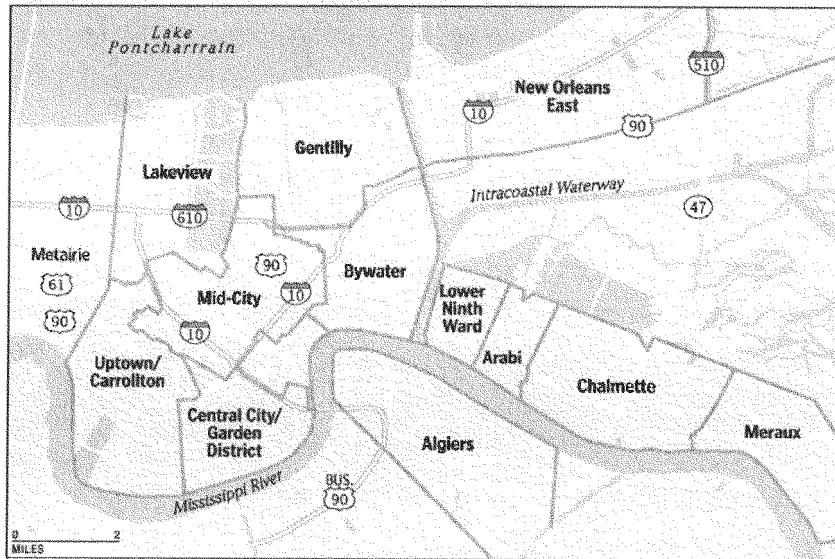 Lake
Pontchartrain
510
New Orleans
East
10
90
Gentilly
Lakeview
Intracoastal Waterway
10
610
47
Metairie
90
Bywater
61
Mid-City
10
Lower
Ninth
Ward
90
10
Arabi
Uptown/
Carrollton
Chalmette
Central City/
Garden
District
Algiers
Meraux
Mississippi River
BUS.
90
0 2
MILES